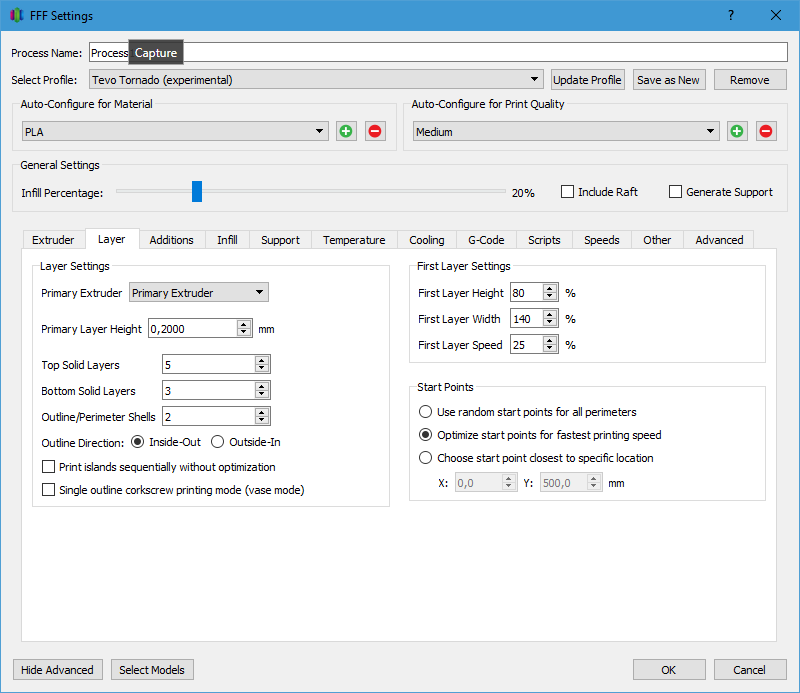 FFF Settings
Process Name: Process Capture
Select Profile: Tevo Tornado (experimental) Update Profile Save as New Remove
Auto-Configure for Material
PLA
Auto-Configure for Print Quality
Medium
General Settings
Infill Percentage: 20% Include Raft Generate Support
Extruder Layer Additions Infill Support Temperature Cooling G-Code Scripts Speeds Other Advanced
Layer Settings
Primary Extruder Primary Extruder
Primary Layer Height 0,2000 mm
Top Solid Layers 5
Bottom Solid Layers 3
Outline/Perimeter Shells 2
Outline Direction: Inside-Out Outside-In
Print islands sequentially without optimization
Single outline corkscrew printing mode (vase mode)
First Layer Settings
First Layer Height 80 %
First Layer Width 140 %
First Layer Speed 25 %
Start Points
Use random start points for all perimeters
Optimize start points for fastest printing speed
Choose start point closest to specific location
X: 0,0 Y: 500,0 mm
Hide Advanced Select Models OK Cancel